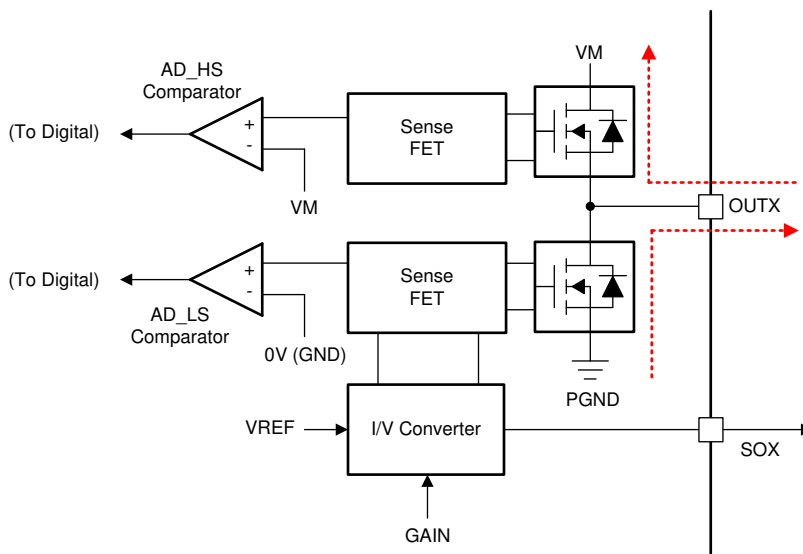 AD_HS
Comparator
VM
(To Digital)
+
-
Sense
FET
VM
OUTX
(To Digital)
+
-
Sense
FET
AD_LS
Comparator
0V (GND)
PGND
VREF
I/V Converter
SOX
GAIN